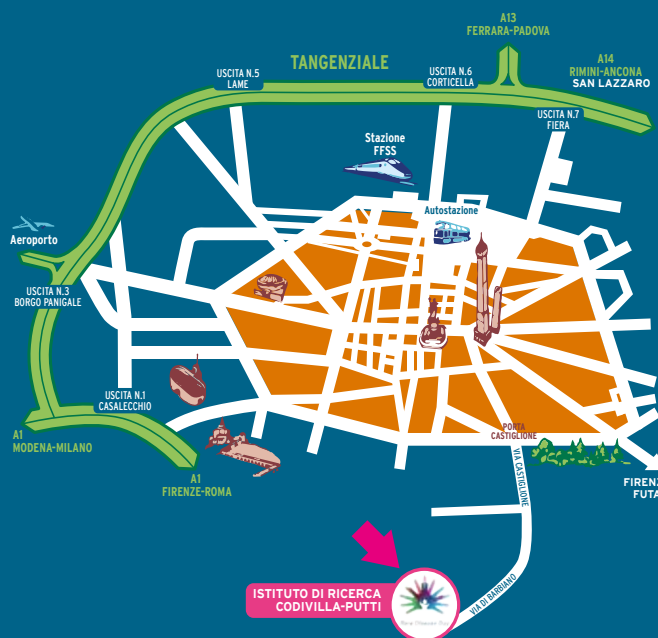 A13
FERRARA-PADOVA
TANGENZIALE
A14
RIMINI-ANCONA
SAN LAZZARO
USCITA N.5
LAME
USCITA N.6
CORTICELLA
USCITA N.7
FIERA
Stazione
FFSS
Autostazione
Aeroporto
USCITA N.3
BORGO PANIGALE
USCITA N.1
CASALECCHIO
A1
MODENA-MILANO
A1
FIRENZE-ROMA
PORTA
CASTIGLIONE
VIA CASTIGLIONE
FIRENZ
FUTA
ISTITUTO DI RICERCA
CODIVILLA-PUTTI
VIA DI BARBIANO